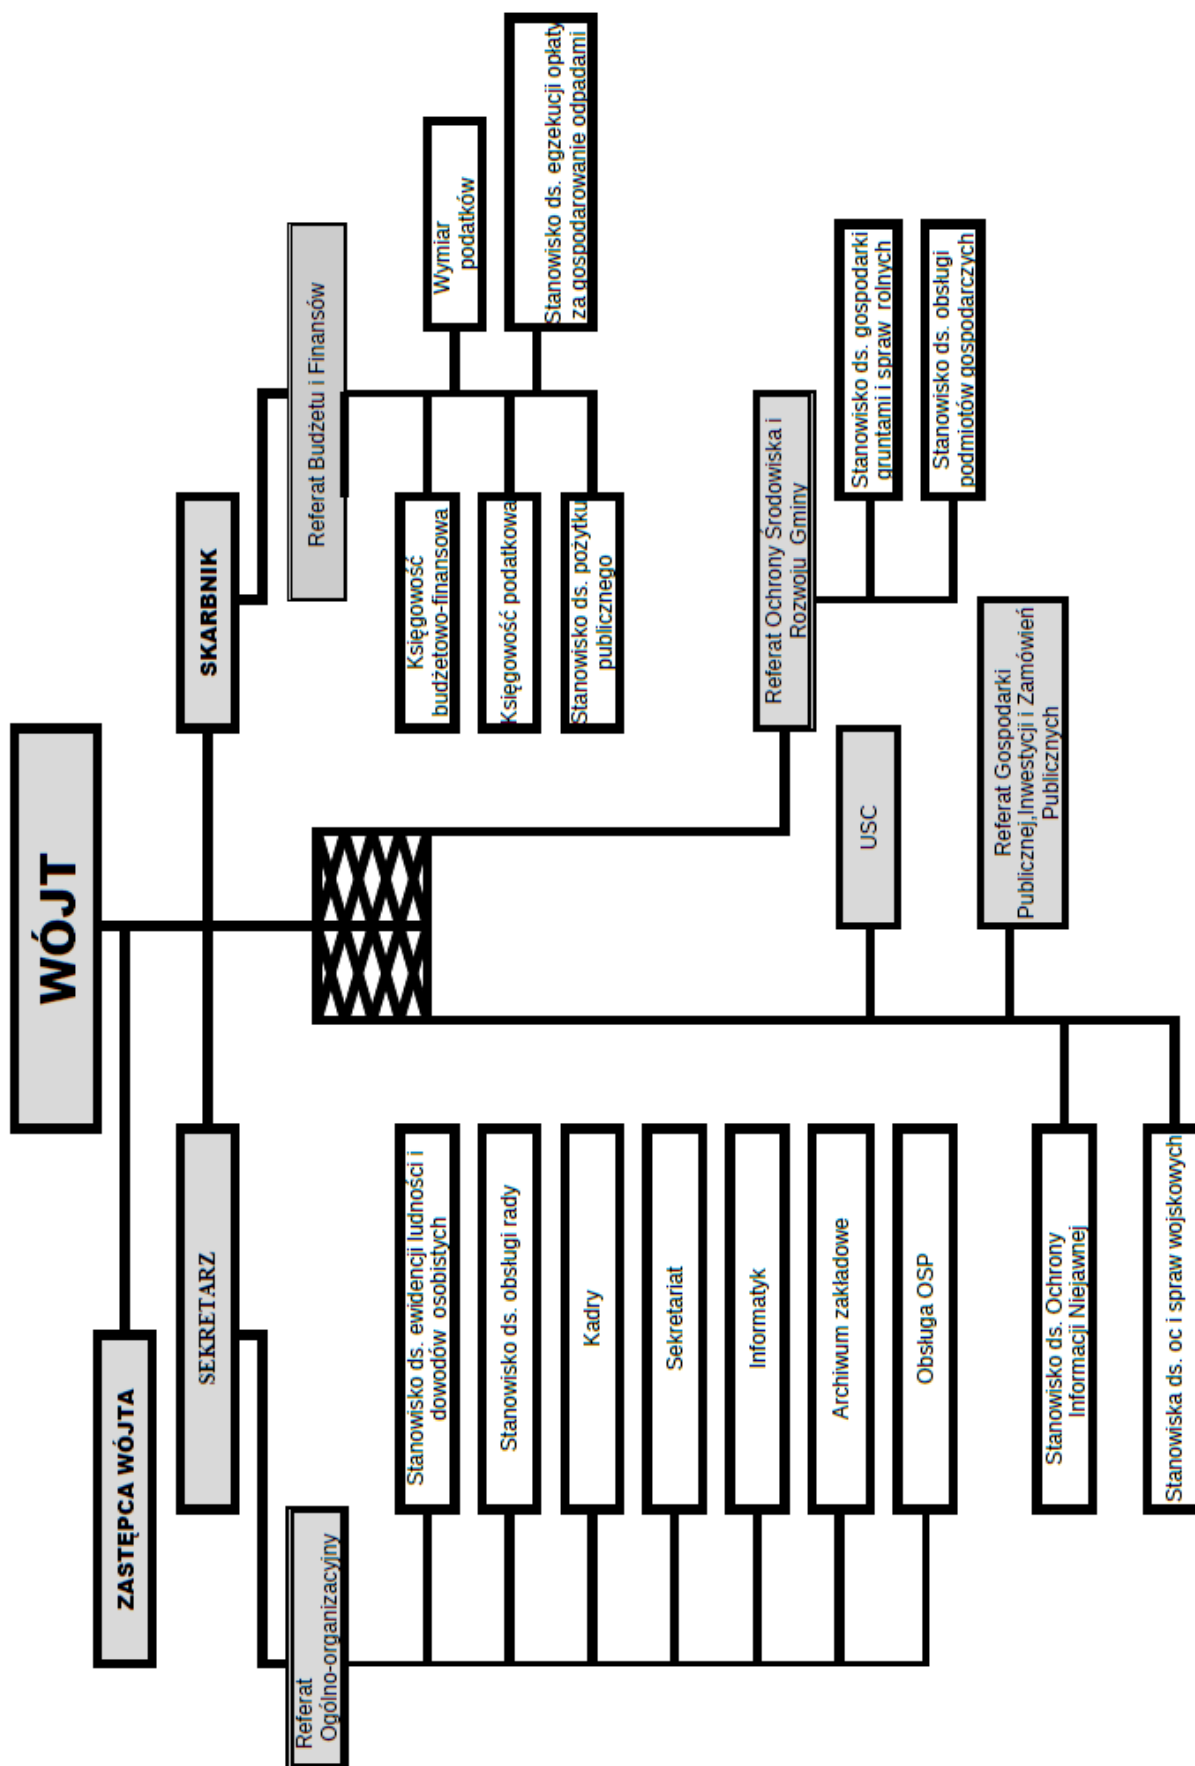 WÓJT
ZASTĘPCA WÓJTA
SEKRETARZ
SKARBNIK
Referat
Ogólno-organizacyjny
Referat Budżetu i Finansów
Stanowisko ds. ewidencji ludności i
dowodów osobistych
Stanowisko ds. obsługi rady
Kadry
Sekretariat
Informatyk
Archiwum zakładowe
Obsługa OSP
Księgowość
budżetowo-finansowa
Księgowość podatkowa
Stanowisko ds. pożytku
publicznego
Wymiar
podatków
Stanowisko ds. egzekucji opłaty
za gospodarowanie odpadami
Referat Ochrony Środowiska i
Rozwoju Gminy
Stanowisko ds. gospodarki
gruntami i spraw rolnych
Stanowisko ds. obsługi
podmiotów gospodarczych
USC
Referat Gospodarki
Publicznej,Inwestycji i Zamówień
Publicznych
Stanowisko ds. Ochrony
Informacji Niejawnej
Stanowiska ds. oc i spraw wojskowych